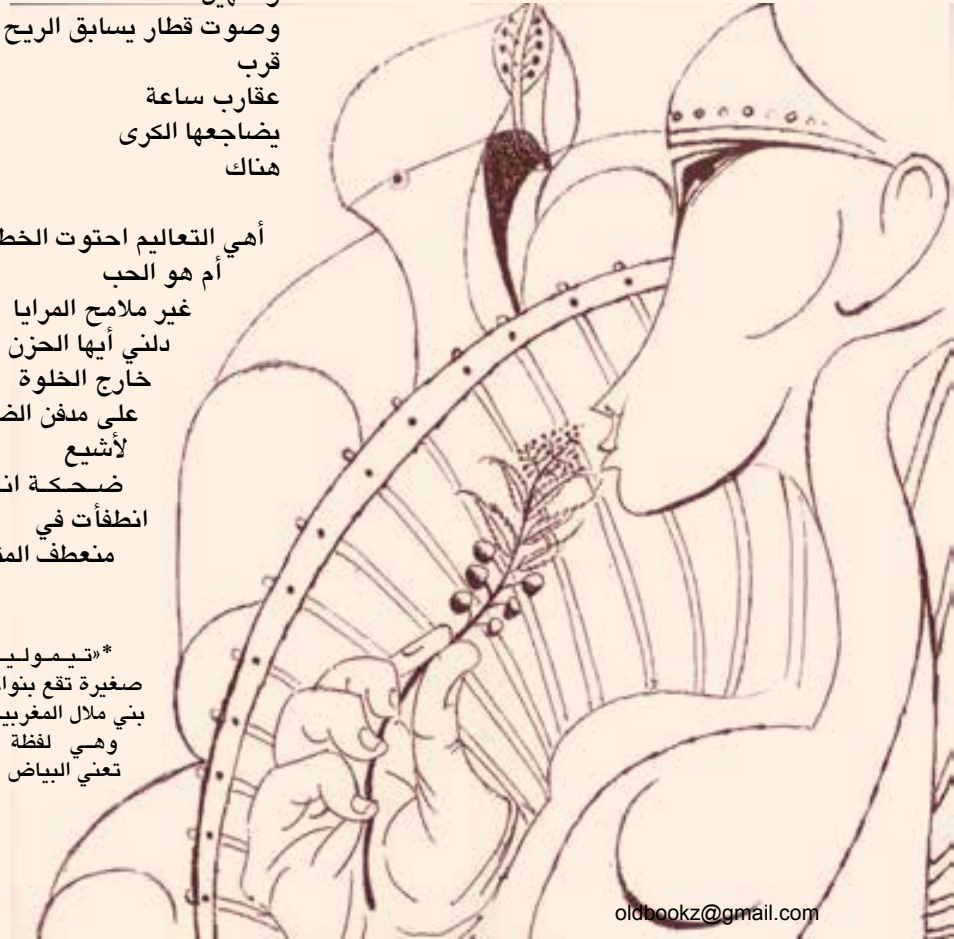 وصوت قطار يسابق الريح
قرب
عقارب ساعة
يضاجعها الكرى
هناك
أهي التعاليم احتوت
أم هو الحب
غير ملامح المرايا
دلني أيها الحزن
خارج الخلوة
على مدفن
لأشيع
ضحكة
انطفأت في
منعطف
صغيرة تقع
بني ملال
وهي لفظة
تعني البياض
oldbookz@gmail.com